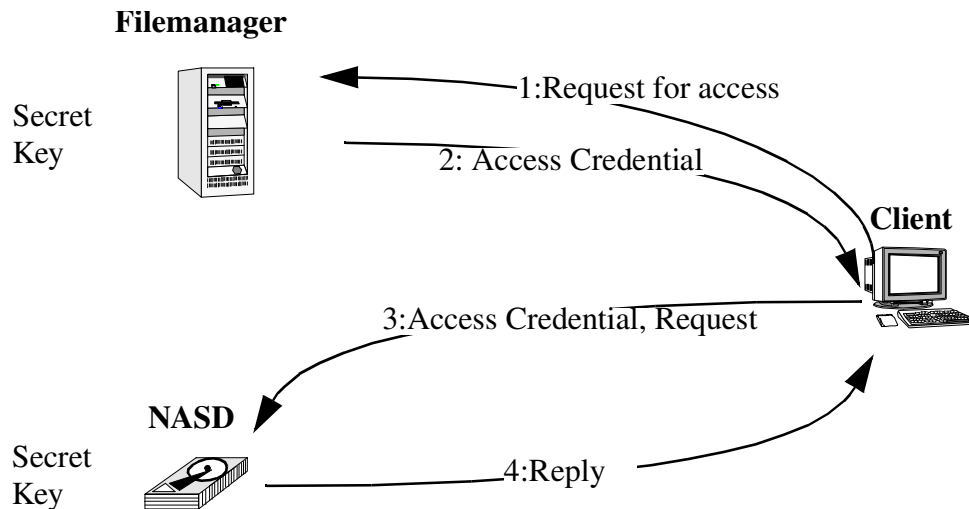 Filemanager
1:Request for access
Secret
Key
2: Access Credential
Client
3:Access Credential, Request
NASD
Secret
Key
4:Reply